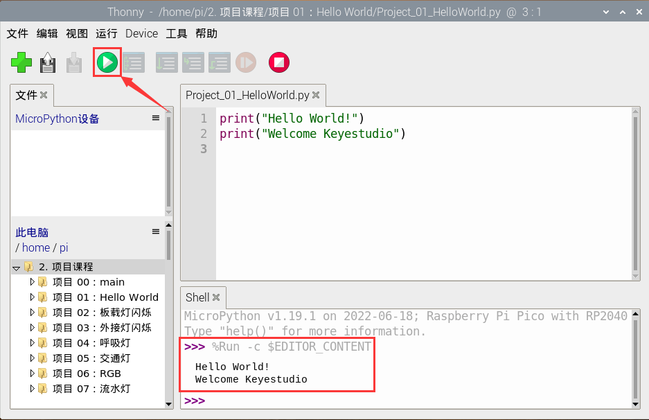 Thonny - /home/pi/2. 项目课程/项目 01：Hello World/Project_01_HelloWorld.py @ 3 : 1
文件 编辑 视图 运行 Device 工具 帮助
文件
MicroPython设备
此电脑
/ home / pi
2. 项目课程
项目 00：main
项目 01：Hello World
项目 02：板载灯闪烁
项目 03：外接灯闪烁
项目 04：呼吸灯
项目 05：交通灯
项目 06：RGB
项目 07：流水灯
Project_01_HelloWorld.py
1 print("Hello World!")
2 print("Welcome Keyestudio")
3
Shell
MicroPython v1.19.1 on 2022-06-18; Raspberry Pi Pico with RP2040
Type "help()" for more information.
>>> %Run -c $EDITOR_CONTENT
Hello World!
Welcome Keyestudio
>>>